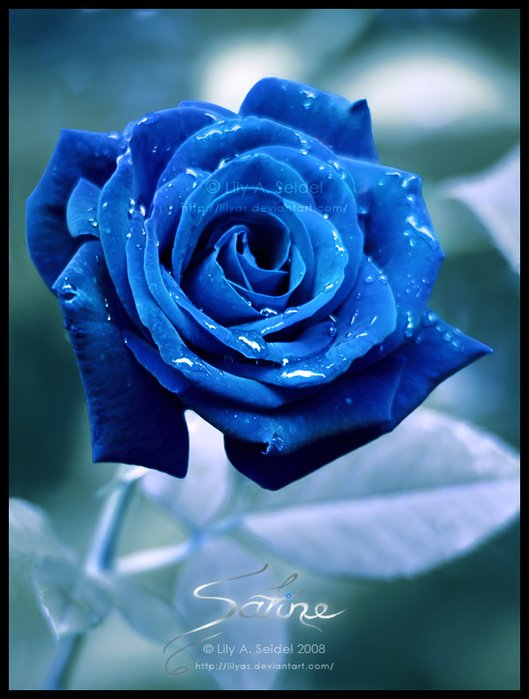 © Lily A. Seidel
http://lilyas.deviantart.com/
Satine
© Lily A. Seidel 2008
http://lilyas.deviantart.com/